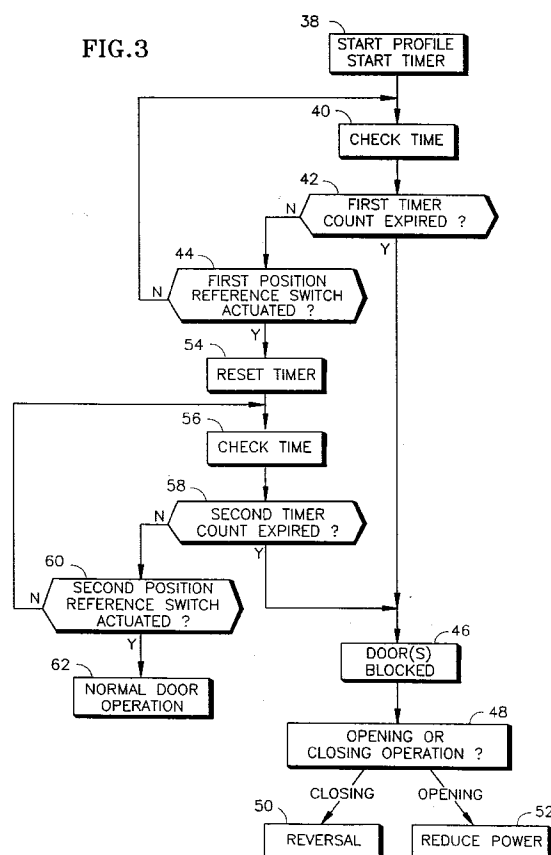 FIG.3
38
START PROFILE
START TIMER
40
CHECK TIME
42
FIRST TIMER
COUNT EXPIRED ?
N
Y
44
FIRST POSITION
REFERENCE SWITCH
ACTUATED ?
N
Y
54
RESET TIMER
56
CHECK TIME
58
SECOND TIMER
COUNT EXPIRED ?
N
Y
60
SECOND POSITION
REFERENCE SWITCH
ACTUATED ?
N
Y
62
NORMAL DOOR
OPERATION
46
DOOR(S)
BLOCKED
48
OPENING OR
CLOSING OPERATION ?
CLOSING
OPENING
50
REVERSAL
52
REDUCE POWER